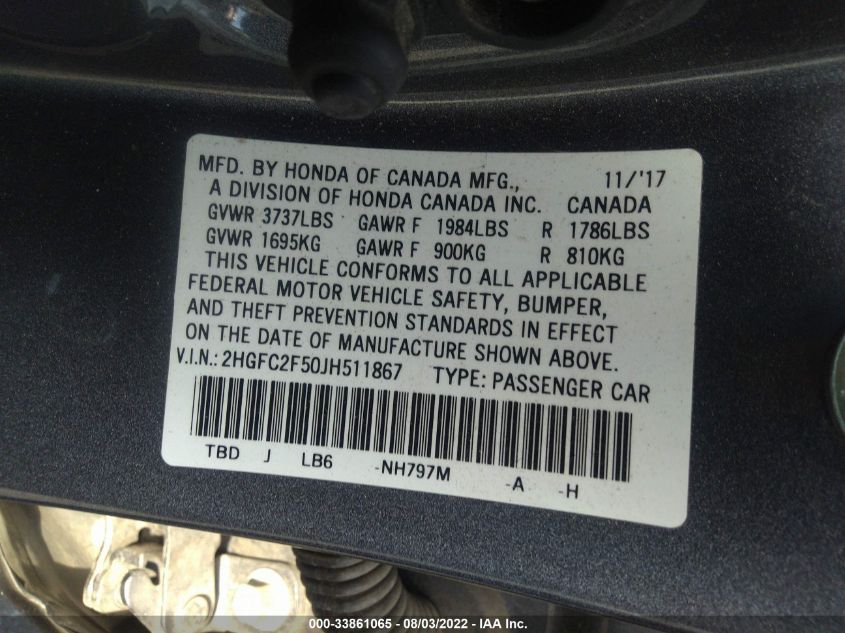 MFD. BY HONDA OF CANADA MFG., 11/'17
A DIVISION OF HONDA CANADA INC. CANADA
GVWR 3737LBS GAWR F 1984LBS R 1786LBS
GVWR 1695KG GAWR F 900KG R 810KG
THIS VEHICLE CONFORMS TO ALL APPLICABLE
FEDERAL MOTOR VEHICLE SAFETY, BUMPER,
AND THEFT PREVENTION STANDARDS IN EFFECT
ON THE DATE OF MANUFACTURE SHOWN ABOVE.
V.I.N.: 2HGFC2F50JH511867 TYPE: PASSENGER CAR
TBD J LB6 -NH797M -A -H
000-33861065 - 08/03/2022 - IAA Inc.